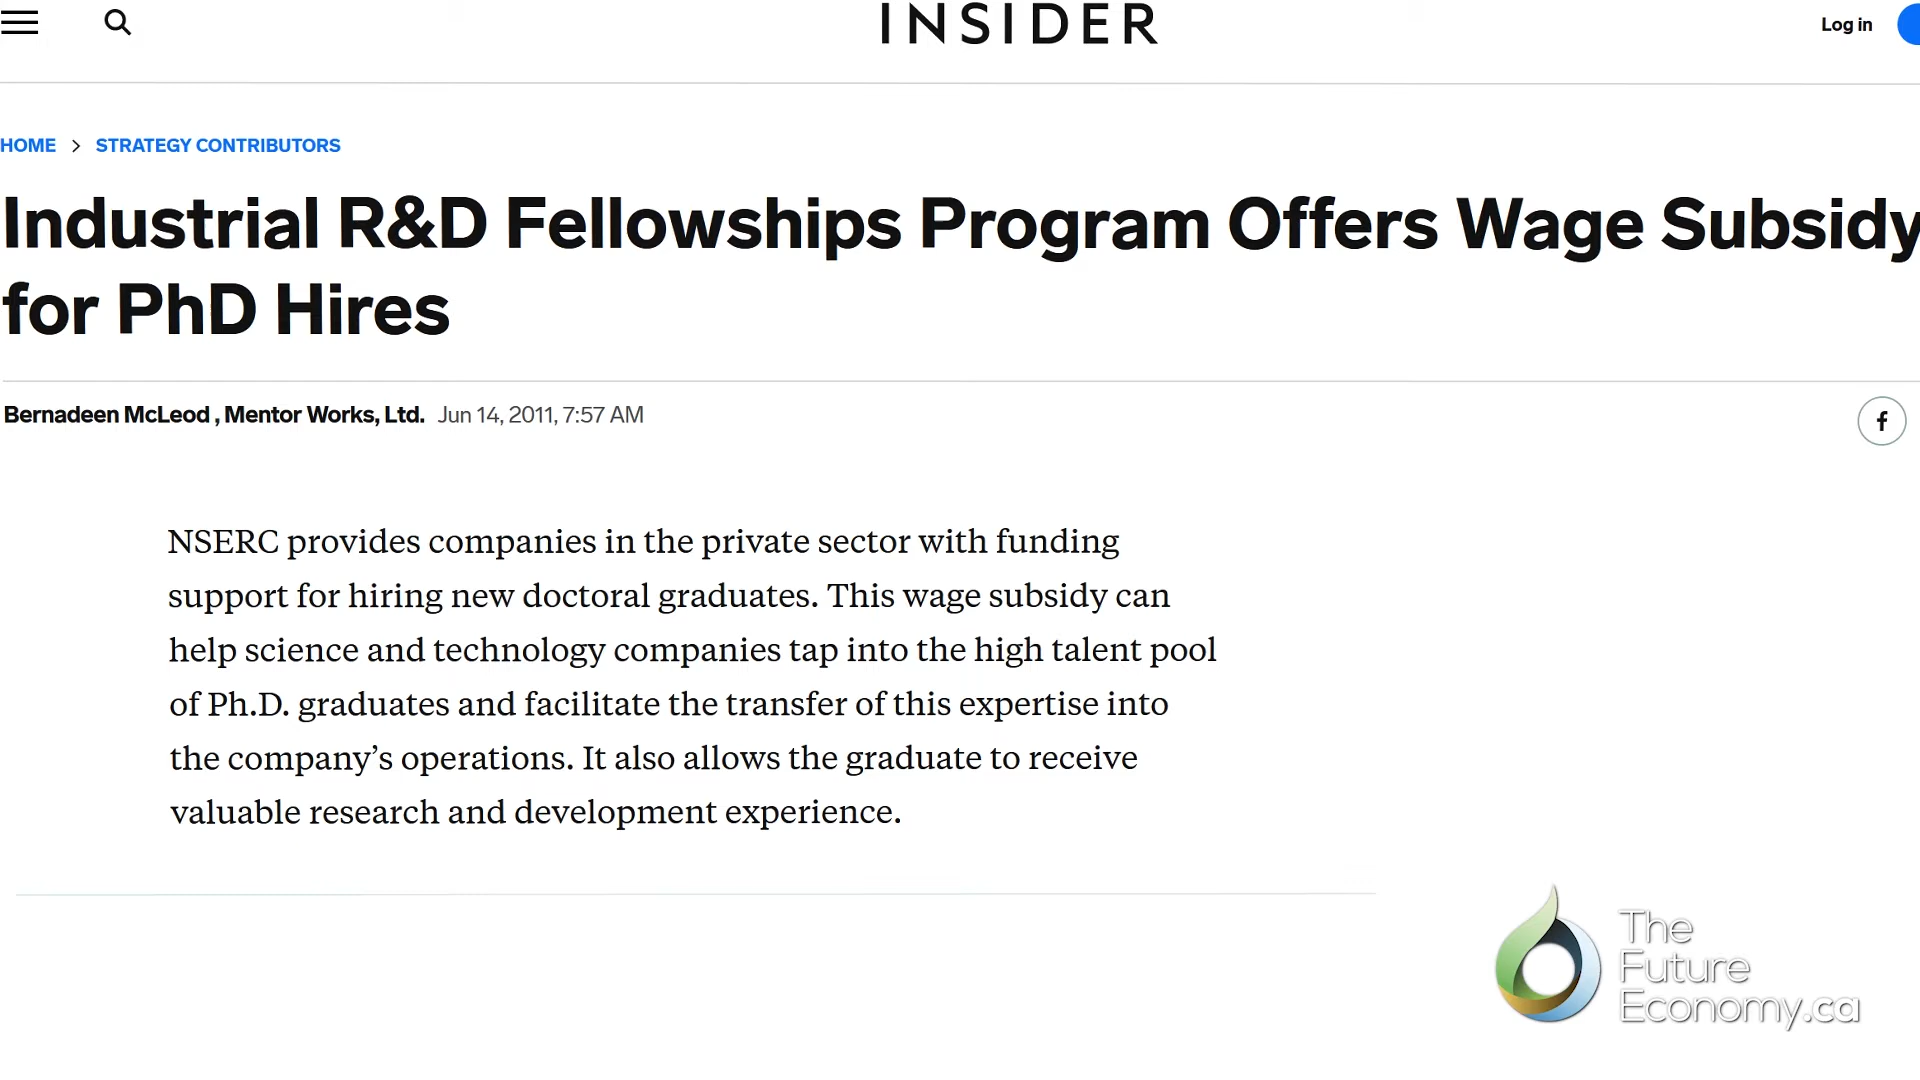 INSIDER
Log in
HOME > STRATEGY CONTRIBUTORS
Industrial R&D Fellowships Program Offers Wage Subsidy
for PhD Hires
Bernadeen McLeod , Mentor Works, Ltd. Jun 14, 2011, 7:57 AM
f
NSERC provides companies in the private sector with funding
support for hiring new doctoral graduates. This wage subsidy can
help science and technology companies tap into the high talent pool
of Ph.D. graduates and facilitate the transfer of this expertise into
the company’s operations. It also allows the graduate to receive
valuable research and development experience.
The
Future
Economy.ca